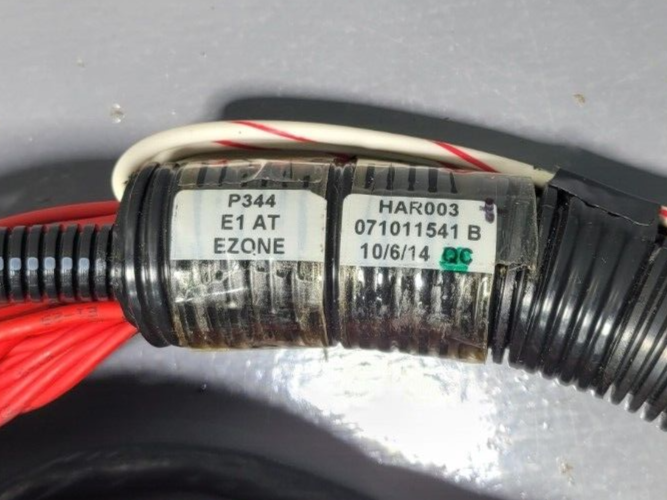 P344
E1 AT
EZONE
HAR003
071011541 B
10/6/14 QC